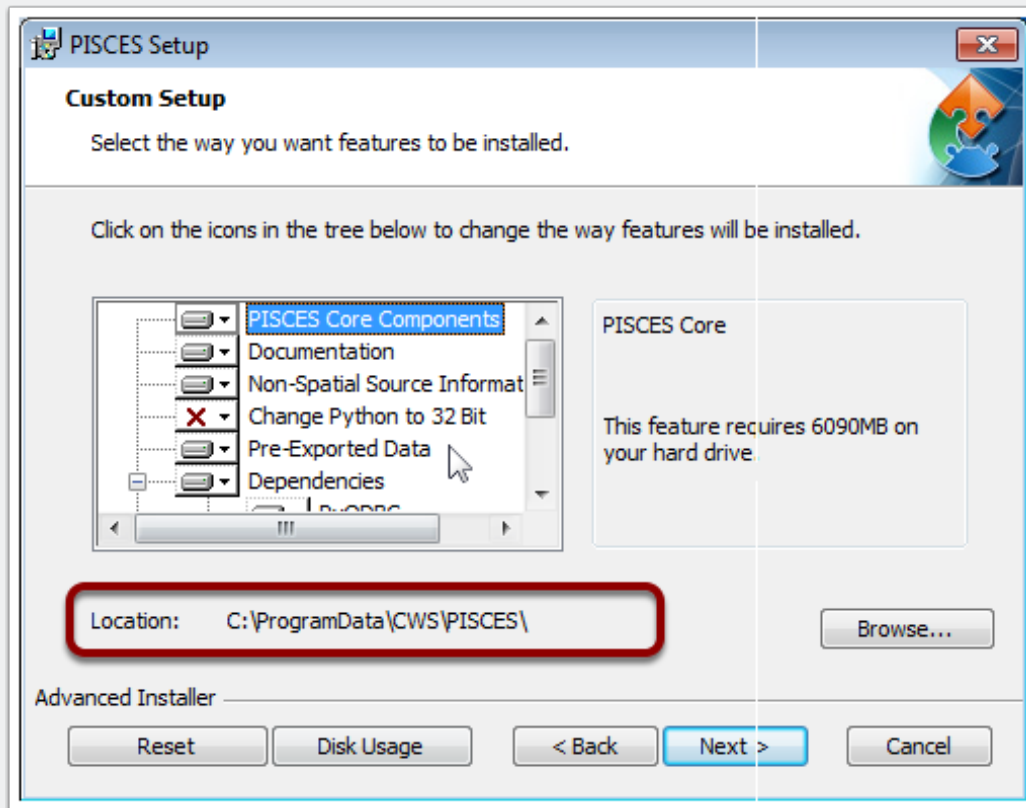 PISCES Setup
Custom Setup
Select the way you want features to be installed.
Click on the icons in the tree below to change the way features will be installed.
PISCES Core Components
Documentation
Non-Spatial Source Informat
Change Python to 32 Bit
Pre-Exported Data
Dependencies
PyODBC
PISCES Core
This feature requires 6090MB on
your hard drive.
Location: C:\ProgramData\CWS\PISCES\
Browse...
Advanced Installer
Reset
Disk Usage
< Back
Next >
Cancel